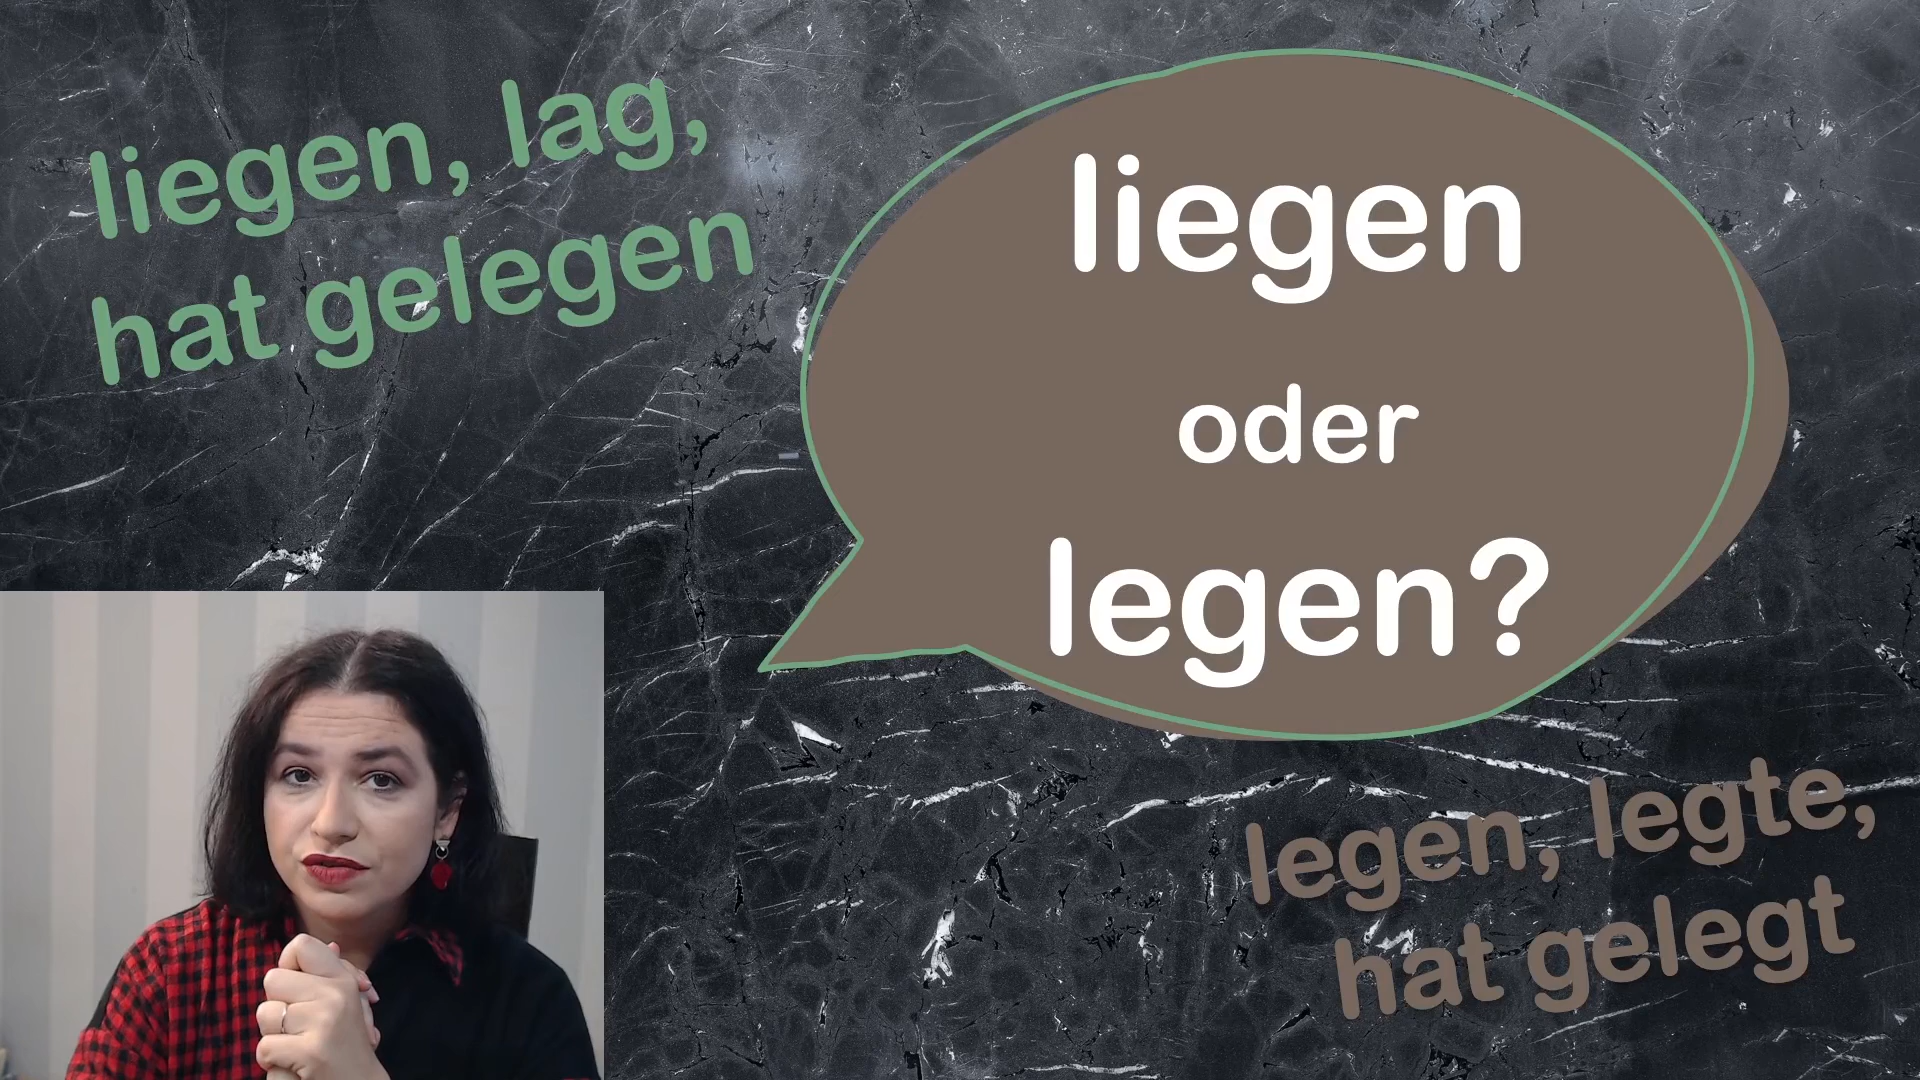 liegen, lag,
hat gelegen
liegen
oder
legen?
legen, legte,
hat gelegt